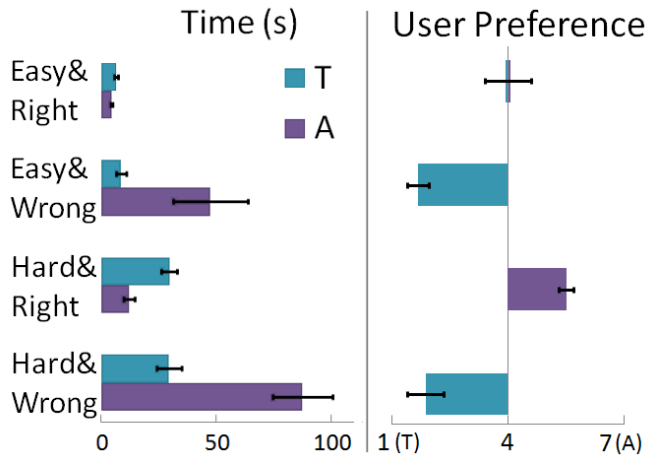 Time (s)
User Preference
Easy&
Right
T
A
Easy&
Wrong
Hard&
Right
Hard&
Wrong
0
50
100
1 (T)
4
7 (A)